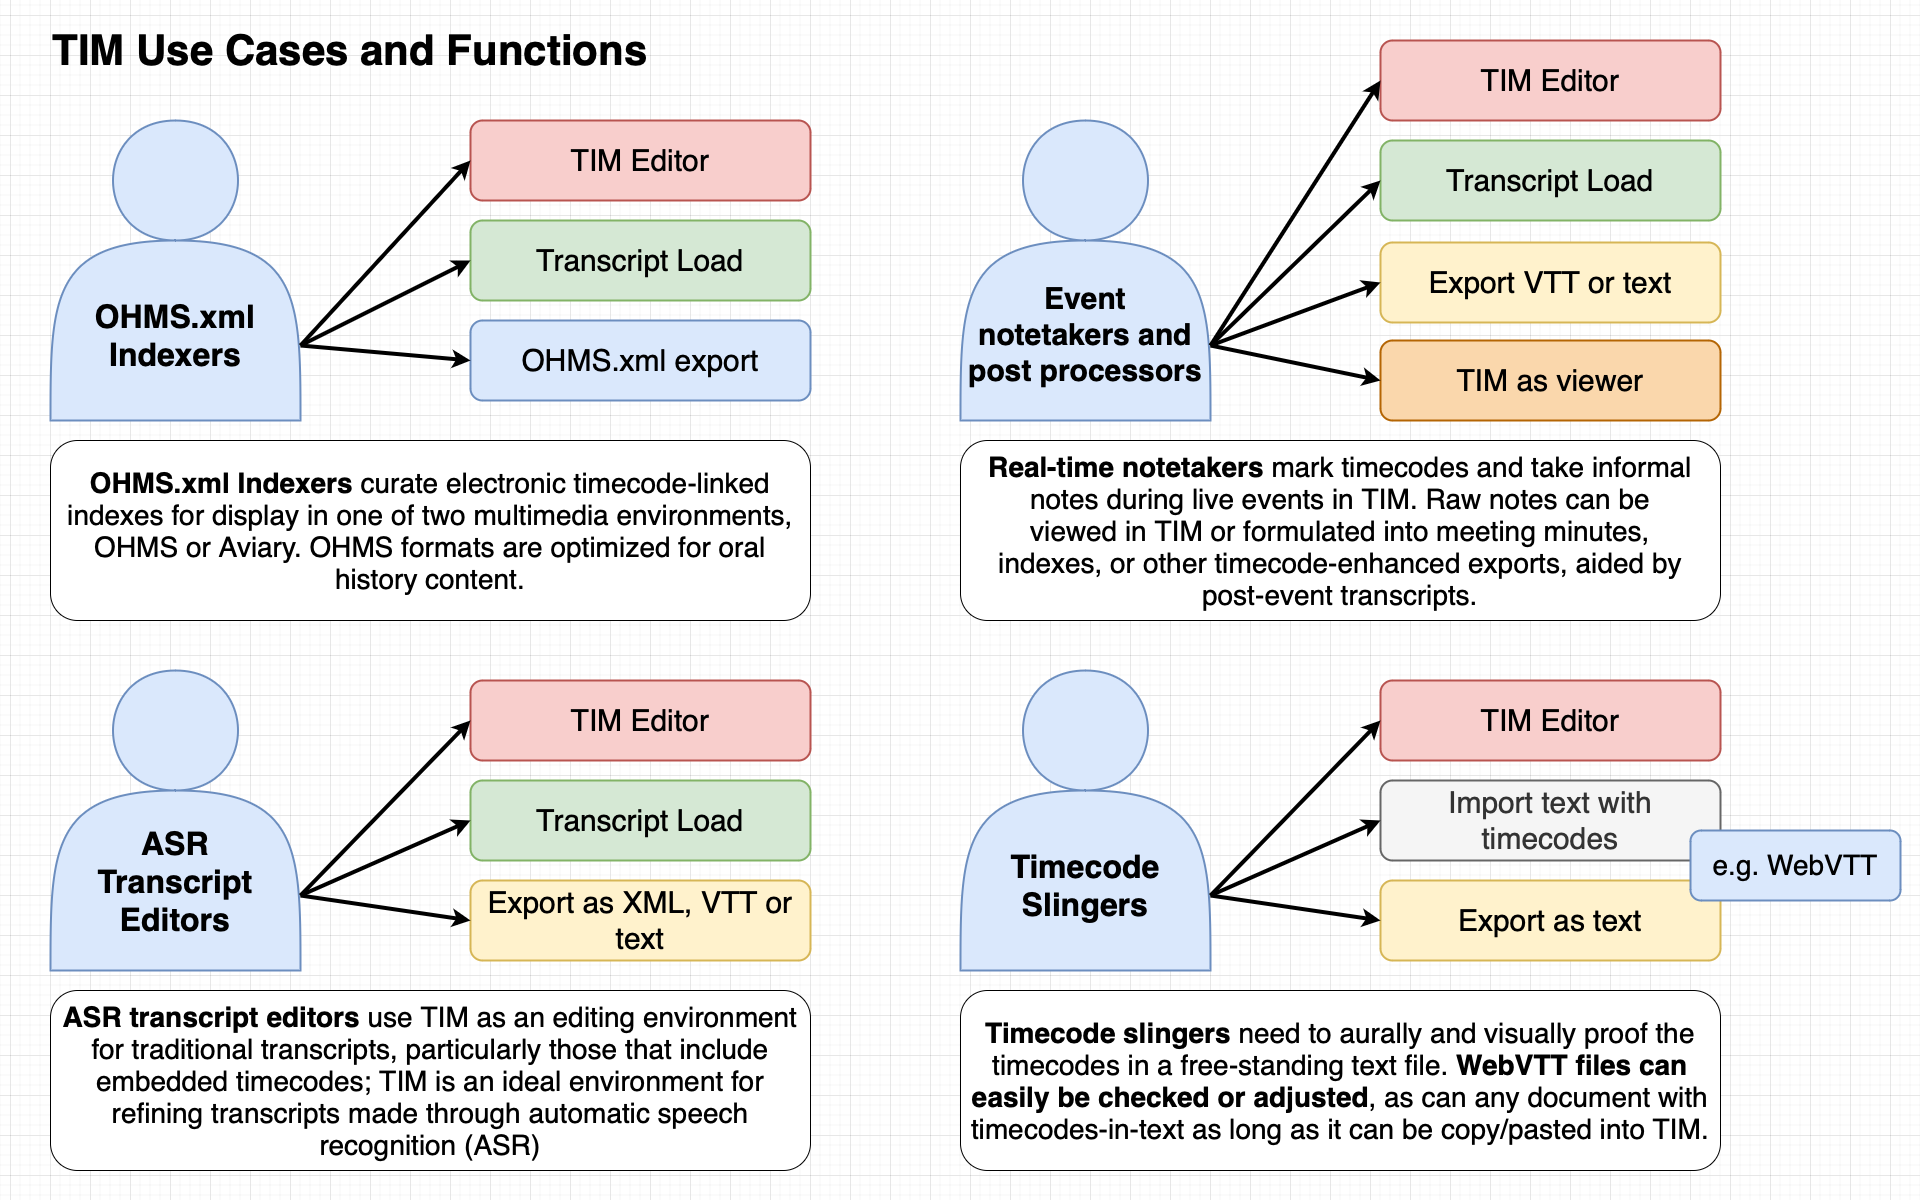 TIM Use Cases and Functions
OHMS.xml
Indexers
TIM Editor
Transcript Load
OHMS.xml export
OHMS.xml Indexers curate electronic timecode-linked
indexes for display in one of two multimedia environments,
OHMS or Aviary. OHMS formats are optimized for oral
history content.
Event
notetakers and
post processors
TIM Editor
Transcript Load
Export VTT or text
TIM as viewer
Real-time notetakers mark timecodes and take informal
notes during live events in TIM. Raw notes can be
viewed in TIM or formulated into meeting minutes,
indexes, or other timecode-enhanced exports, aided by
post-event transcripts.
ASR
Transcript
Editors
TIM Editor
Transcript Load
Export as XML, VTT or
text
ASR transcript editors use TIM as an editing environment
for traditional transcripts, particularly those that include
embedded timecodes; TIM is an ideal environment for
refining transcripts made through automatic speech
recognition (ASR)
Timecode
Slingers
TIM Editor
Import text with
timecodes
e.g. WebVTT
Export as text
Timecode slingers need to aurally and visually proof the
timecodes in a free-standing text file. WebVTT files can
easily be checked or adjusted, as can any document with
timecodes-in-text as long as it can be copy/pasted into TIM.